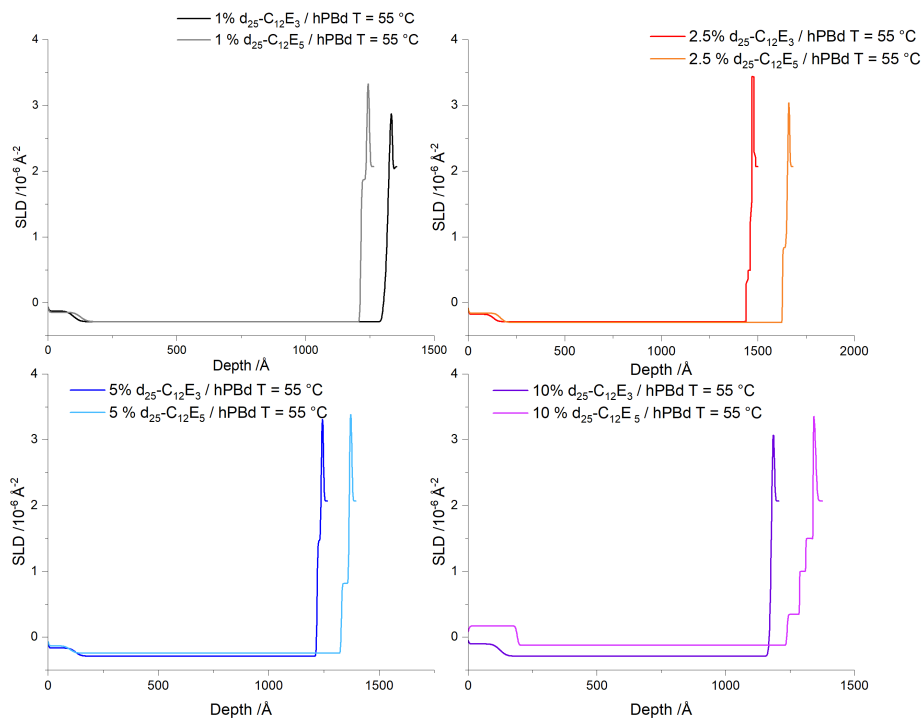 1% d₂₅-C₁₂E₃ / hPBd T = 55 °C
1 % d₂₅-C₁₂E₅ / hPBd T = 55 °C
4
3
2
1
0
SLD /10⁻⁶ Å⁻²
0 500 1000 1500
Depth /Å
2.5% d₂₅-C₁₂E₃ / hPBd T = 55 °C
2.5 % d₂₅-C₁₂E₅ / hPBd T = 55 °C
4
3
2
1
0
SLD /10⁻⁶ Å⁻²
0 500 1000 1500 2000
Depth /Å
5% d₂₅-C₁₂E₃ / hPBd T = 55 °C
5 % d₂₅-C₁₂E₅ / hPBd T = 55 °C
4
3
2
1
0
SLD /10⁻⁶ Å⁻²
0 500 1000 1500
Depth /Å
10% d₂₅-C₁₂E₃ / hPBd T = 55 °C
10 % d₂₅-C₁₂E₅ / hPBd T = 55 °C
4
3
2
1
0
SLD /10⁻⁶ Å⁻²
0 500 1000 1500
Depth /Å